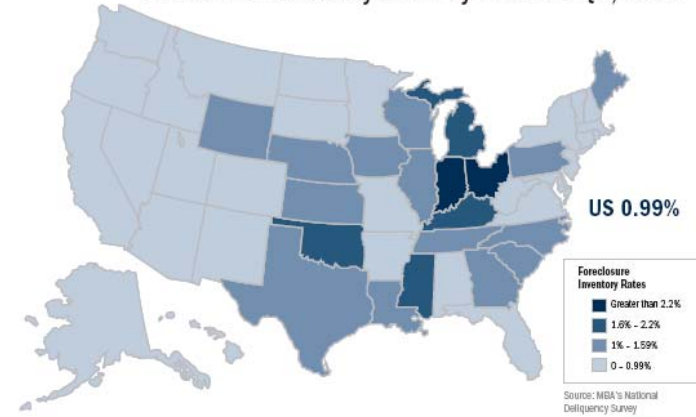 US 0.99%
Foreclosure
Inventory Rates
Greater than 2.2%
1.6% - 2.2%
1% - 1.59%
0 - 0.99%
Source: MBA's National
Deliquency Survey